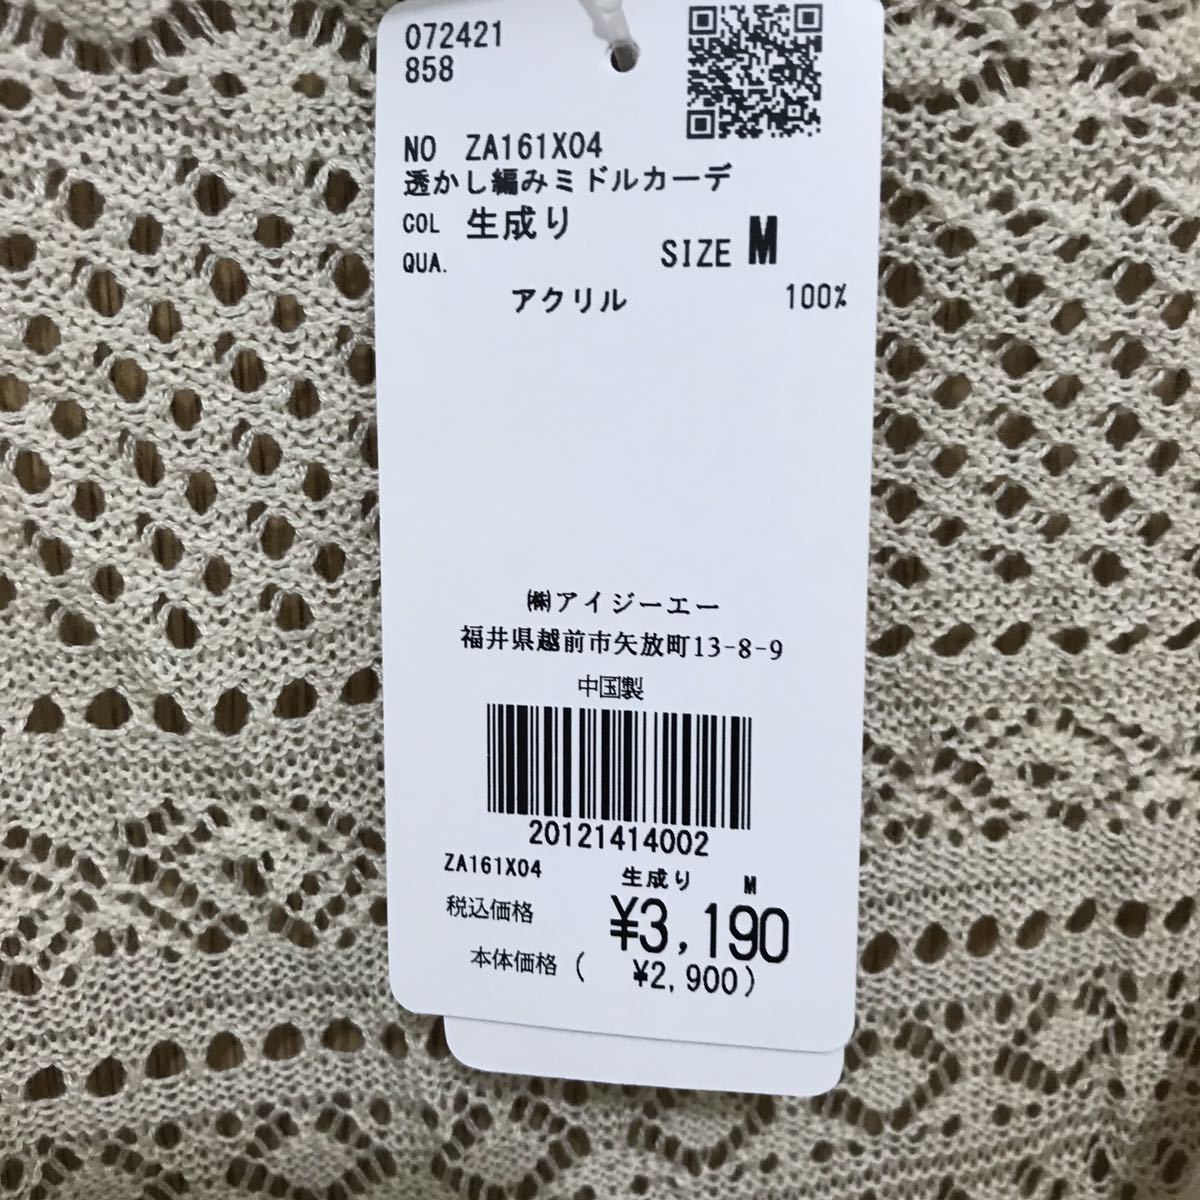 072421
858
NO ZA161X04
透かし編みミドルカーデ
COL 生成り
SIZE M
QUA.
アクリル 100%
㈱アイジーエー
福井県越前市矢放町13-8-9
中国製
20121414002
ZA161X04 生成り M
税込価格 ¥3,190
本体価格( ¥2,900)